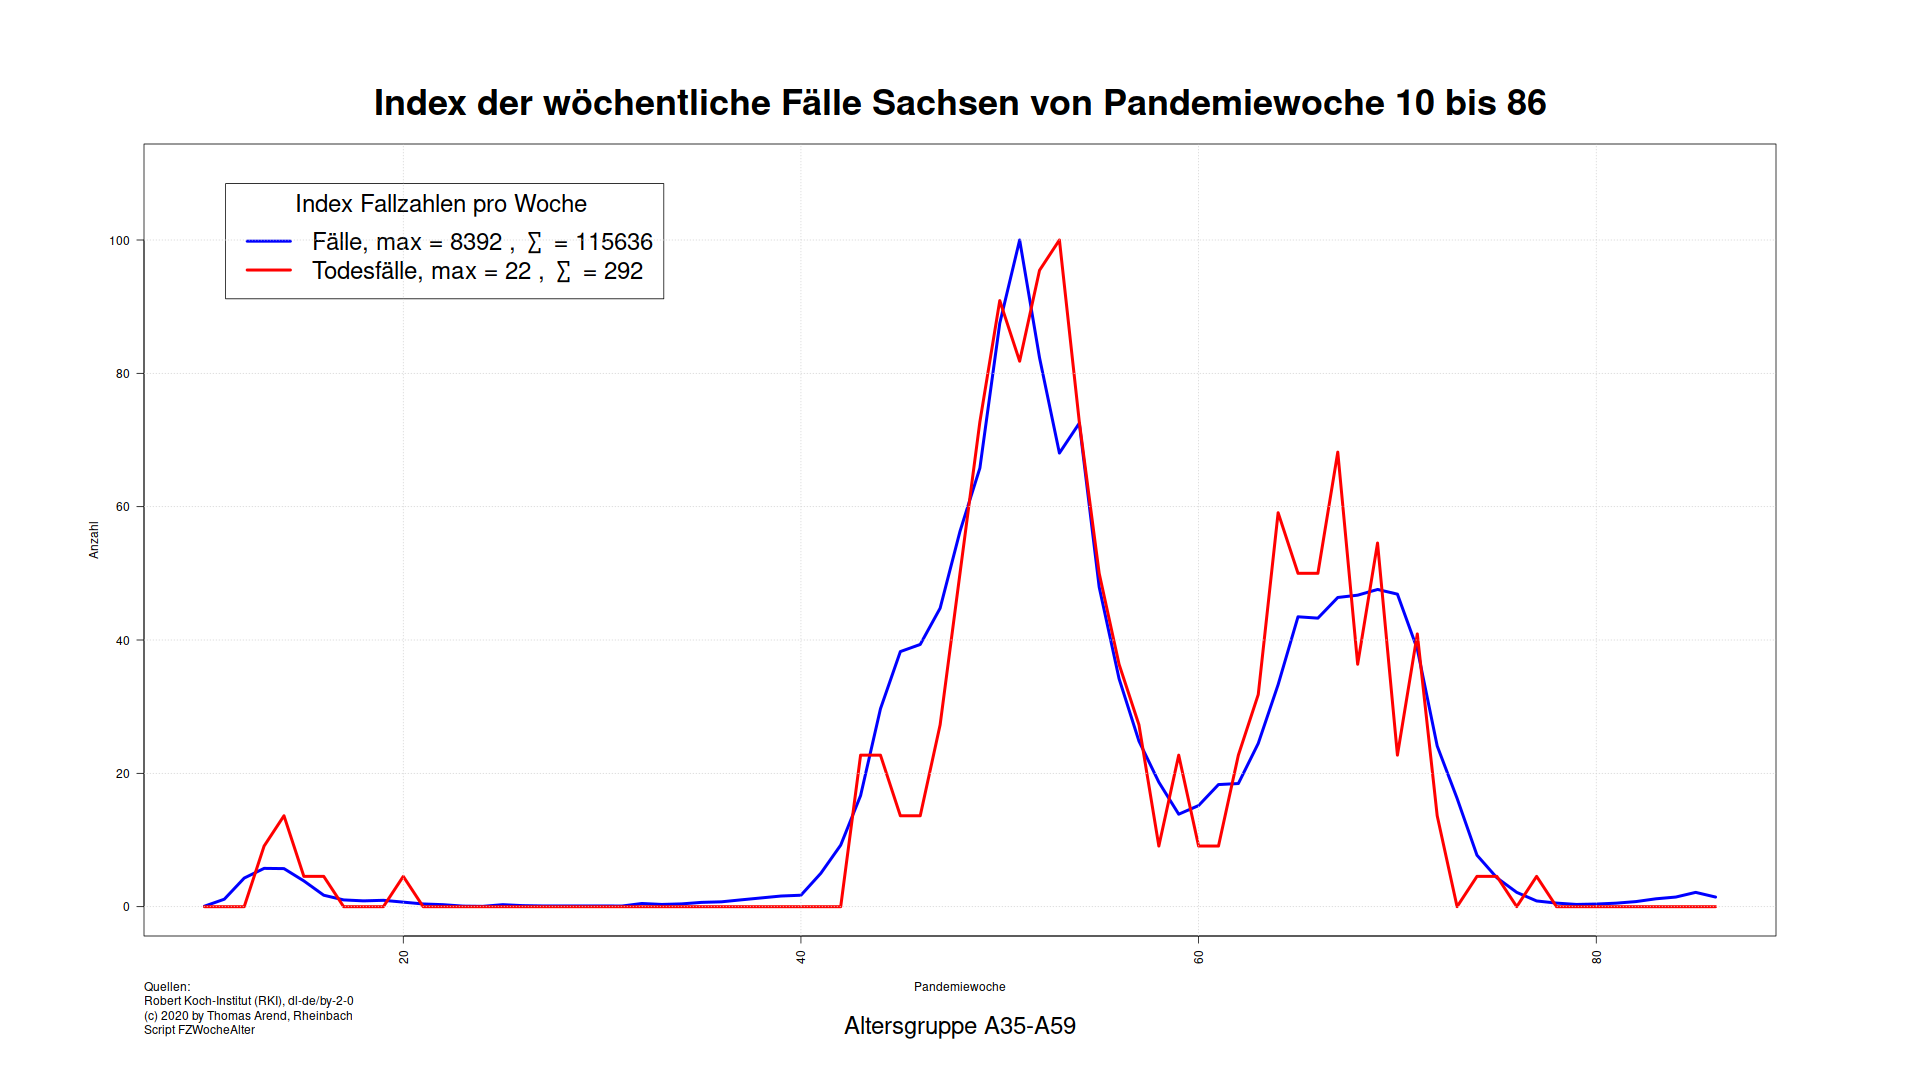 Index der wöchentliche Fälle Sachsen von Pandemiewoche 10 bis 86
Index Fallzahlen pro Woche
Fälle, max = 8392 , ∑ = 115636
Todesfälle, max = 22 , ∑ = 292
100
80
60
40
20
0
Anzahl
20
40
60
80
Pandemiewoche
Quellen:
Robert Koch-Institut (RKI), dl-de/by-2-0
(c) 2020 by Thomas Arend, Rheinbach
Script FZWocheAlter
Altersgruppe A35-A59